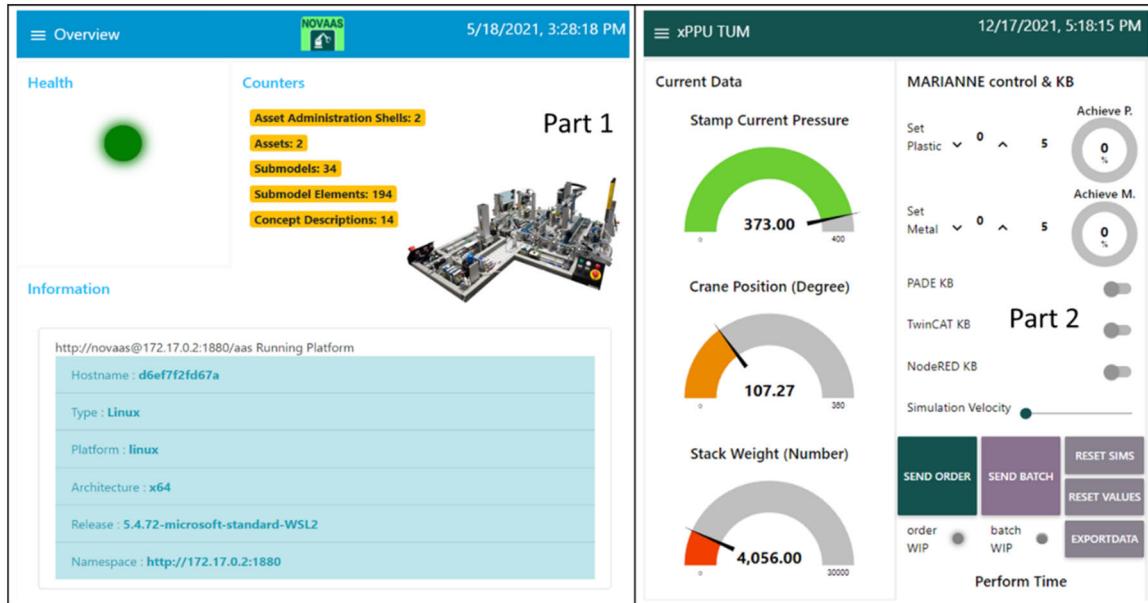 Overview
NOVAAS
5/18/2021, 3:28:18 PM
Health
Counters
Asset Administration Shells: 2
Assets: 2
Submodels: 34
Submodel Elements: 194
Concept Descriptions: 14
Part 1
Information
http://novaas@172.17.0.2:1880/aas Running Platform
Hostname : d6ef7f2fd67a
Type : Linux
Platform : linux
Architecture : x64
Release : 5.4.72-microsoft-standard-WSL2
Namespace : http://172.17.0.2:1880
xPPU TUM
12/17/2021, 5:18:15 PM
Current Data
Stamp Current Pressure
373.00
0 400
Crane Position (Degree)
107.27
0 360
Stack Weight (Number)
4,056.00
0 30000
MARIANNE control & KB
Achieve P.
Set
Plastic 0 5
0
%
Achieve M.
Set
Metal 0 5
0
%
PADE KB
Part 2
TwinCAT KB
NodeRED KB
Simulation Velocity
SEND ORDER
SEND BATCH
RESET SIMS
RESET VALUES
order
WIP
batch
WIP
EXPORTDATA
Perform Time